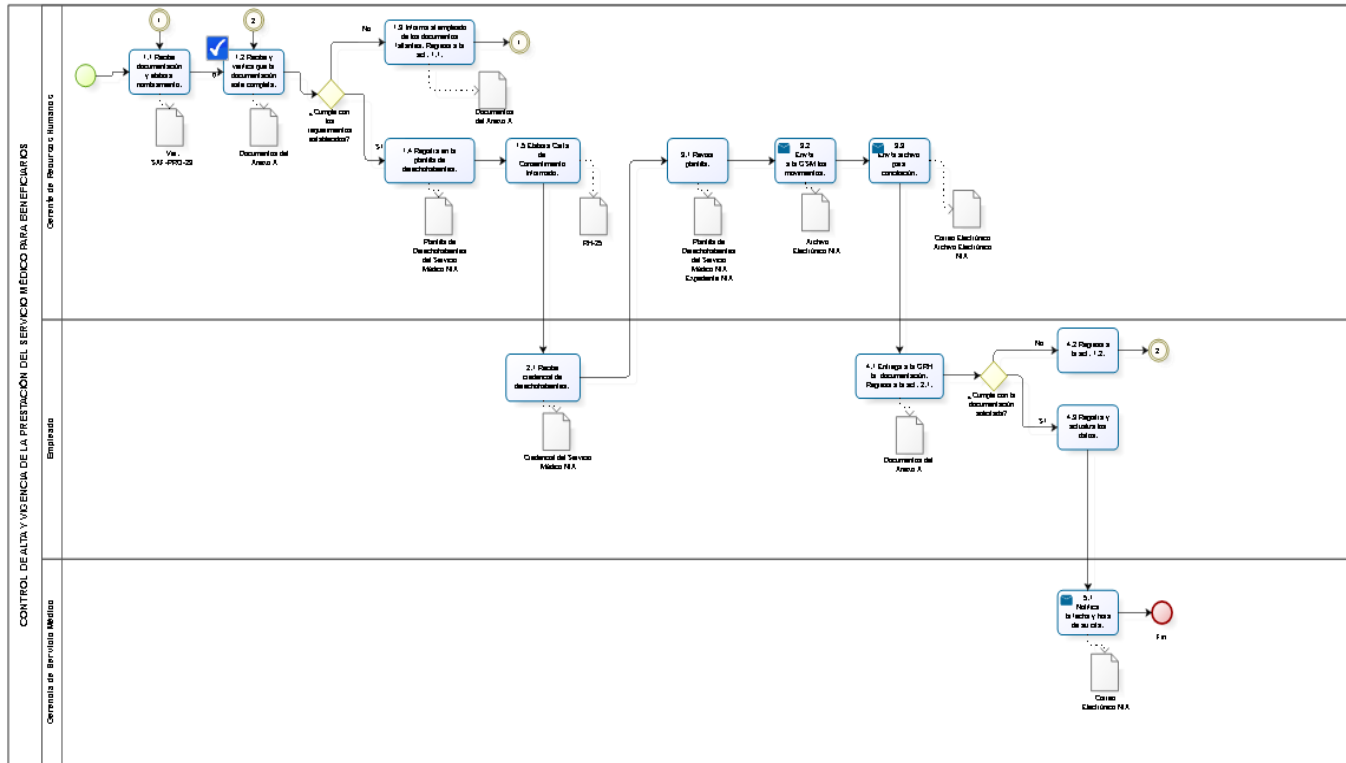 CONTROL DE ALTA Y VIGENCIA DE LA PRESTACIÓN DEL SERVICIO MÉDICO PARA BENEFICIARIOS
Gerente de Recursos Humanos
1
2
1.1 Recibe
documentación
y elabora
nombramiento.
Ver.
SAF-PRO-29
1.2 Recibe y
verifica que la
documentación
este completa.
Documentos del
Anexo A
¿Cumple con
los
requerimientos
establecidos?
No
1.3 Informa al empleado
de los documentos
faltantes. Regresa a la
act. 1.1.
1
Documentos
del Anexo A
Si
1.4 Registra en la
plantilla de
derechohabientes.
Plantilla de
Derechohabientes
del Servicio
Médico N/A
1.5 Elabora Carta
de
Consentimiento
Informado.
RH-25
3.1 Revisa
plantilla.
Plantilla de
Derechohabientes
del Servicio
Médico N/A
Expediente N/A
3.2
Envía
a la GSM los
movimientos.
Archivo
Electrónico N/A
3.3
Envía archivo
para
conciliación.
Correo Electrónico
Archivo Electrónico
N/A
Empleado
2.1 Recibe
credencial de
derechohabientes.
Credencial del Servicio
Médico N/A
4.1 Entrega a la GRH
la documentación.
Regresa a la act. 2.1.
Documentos del
Anexo A
¿Cumple con la
documentación
solicitada?
No
4.2 Regresa a
la act. 1.2.
2
Si
4.3 Registra y
actualiza los
datos.
Gerencia de Servicio Médico
5.1
Notifica
la fecha y hora
de su cita.
Fin
Correo
Electrónico N/A